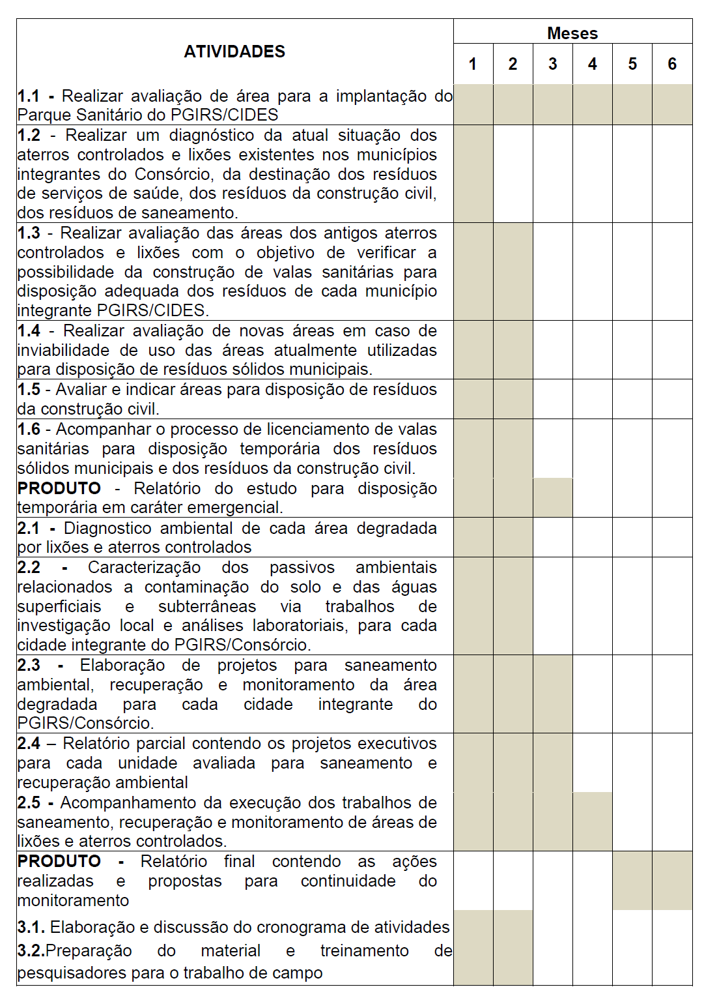 ATIVIDADES
Meses
1 2 3 4 5 6
1.1 - Realizar avaliação de área para a implantação do
Parque Sanitário do PGIRS/CIDES
1.2 - Realizar um diagnóstico da atual situação dos
aterros controlados e lixões existentes nos municípios
integrantes do Consórcio, da destinação dos resíduos
de serviços de saúde, dos resíduos da construção civil,
dos resíduos de saneamento.
1.3 - Realizar avaliação das áreas dos antigos aterros
controlados e lixões com o objetivo de verificar a
possibilidade da construção de valas sanitárias para
disposição adequada dos resíduos de cada município
integrante PGIRS/CIDES.
1.4 - Realizar avaliação de novas áreas em caso de
inviabilidade de uso das áreas atualmente utilizadas
para disposição de resíduos sólidos municipais.
1.5 - Avaliar e indicar áreas para disposição de resíduos
da construção civil.
1.6 - Acompanhar o processo de licenciamento de valas
sanitárias para disposição temporária dos resíduos
sólidos municipais e dos resíduos da construção civil.
PRODUTO - Relatório do estudo para disposição
temporária em caráter emergencial.
2.1 - Diagnostico ambiental de cada área degradada
por lixões e aterros controlados
2.2 - Caracterização dos passivos ambientais
relacionados a contaminação do solo e das águas
superficiais e subterrâneas via trabalhos de
investigação local e análises laboratoriais, para cada
cidade integrante do PGIRS/Consórcio.
2.3 - Elaboração de projetos para saneamento
ambiental, recuperação e monitoramento da área
degradada para cada cidade integrante do
PGIRS/Consórcio.
2.4 – Relatório parcial contendo os projetos executivos
para cada unidade avaliada para saneamento e
recuperação ambiental
2.5 - Acompanhamento da execução dos trabalhos de
saneamento, recuperação e monitoramento de áreas de
lixões e aterros controlados.
PRODUTO - Relatório final contendo as ações
realizadas e propostas para continuidade do
monitoramento
3.1. Elaboração e discussão do cronograma de atividades
3.2.Preparação do material e treinamento de
pesquisadores para o trabalho de campo